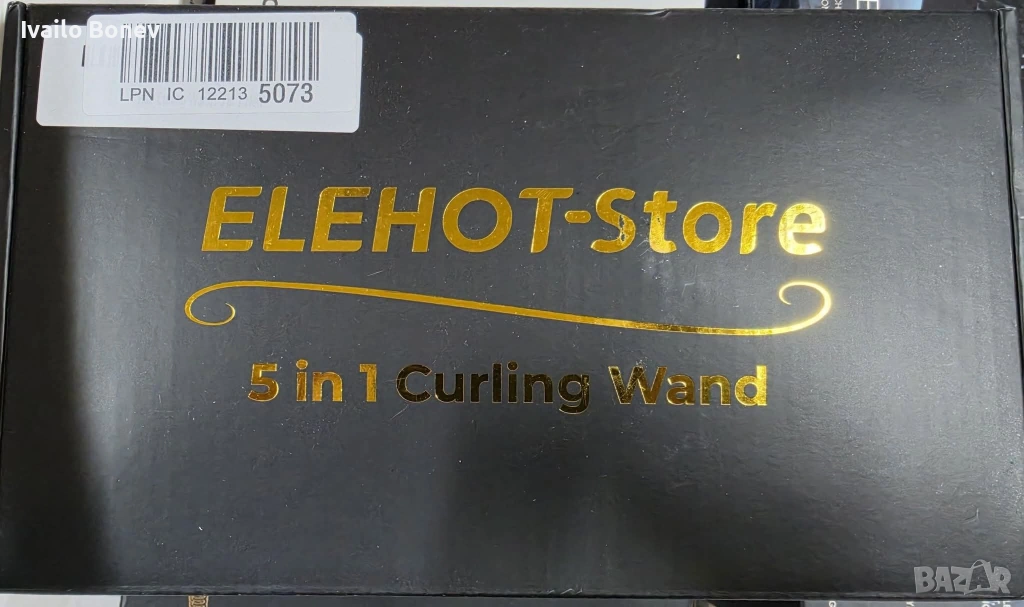 Ivailo Bonev
LPN IC 12213 5073
ELEHOT-Store
5 in 1 Curling Wand
BAZAR